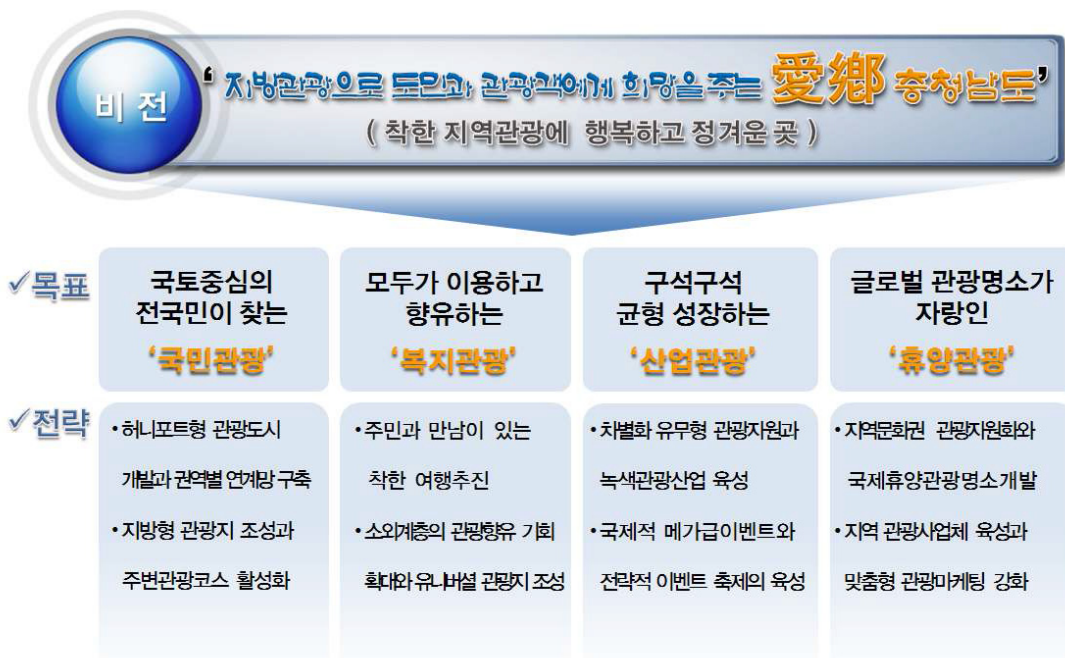 비 전
‘지방관광으로 도민과 관광객에게 희망을 주는 愛鄕 충청남도’
( 착한 지역관광에 행복하고 정겨운 곳 )
✓목표
국토중심의
전국민이 찾는
‘국민관광’
모두가 이용하고
향유하는
‘복지관광’
구석구석
균형 성장하는
‘산업관광’
글로벌 관광명소가
자랑인
‘휴양관광’
✓전략
•허니포트형 관광도시
개발과 권역별 연계망 구축
•지방형 관광지 조성과
주변관광코스 활성화
•주민과 만남이 있는
착한 여행추진
•소외계층의 관광향유 기회
확대와 유니버셜 관광지 조성
•차별화 유무형 관광자원과
녹색관광산업 육성
•국제적 메가급이벤트와
전략적 이벤트 축제의 육성
•지역문화권 관광자원화와
국제휴양관광명소개발
•지역 관광사업체 육성과
맞춤형 관광마케팅 강화